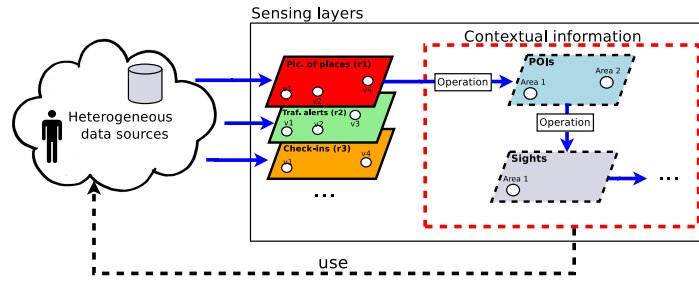 Sensing layers
Contextual information
Heterogeneous
data sources
Pic. of places (r1)
v1
v2
v4
Traf. alerts (r2)
v1
v2
v3
Check-ins (r3)
v1
v4
...
Operation
POIs
Area 1
Area 2
Operation
Sights
Area 1
...
use